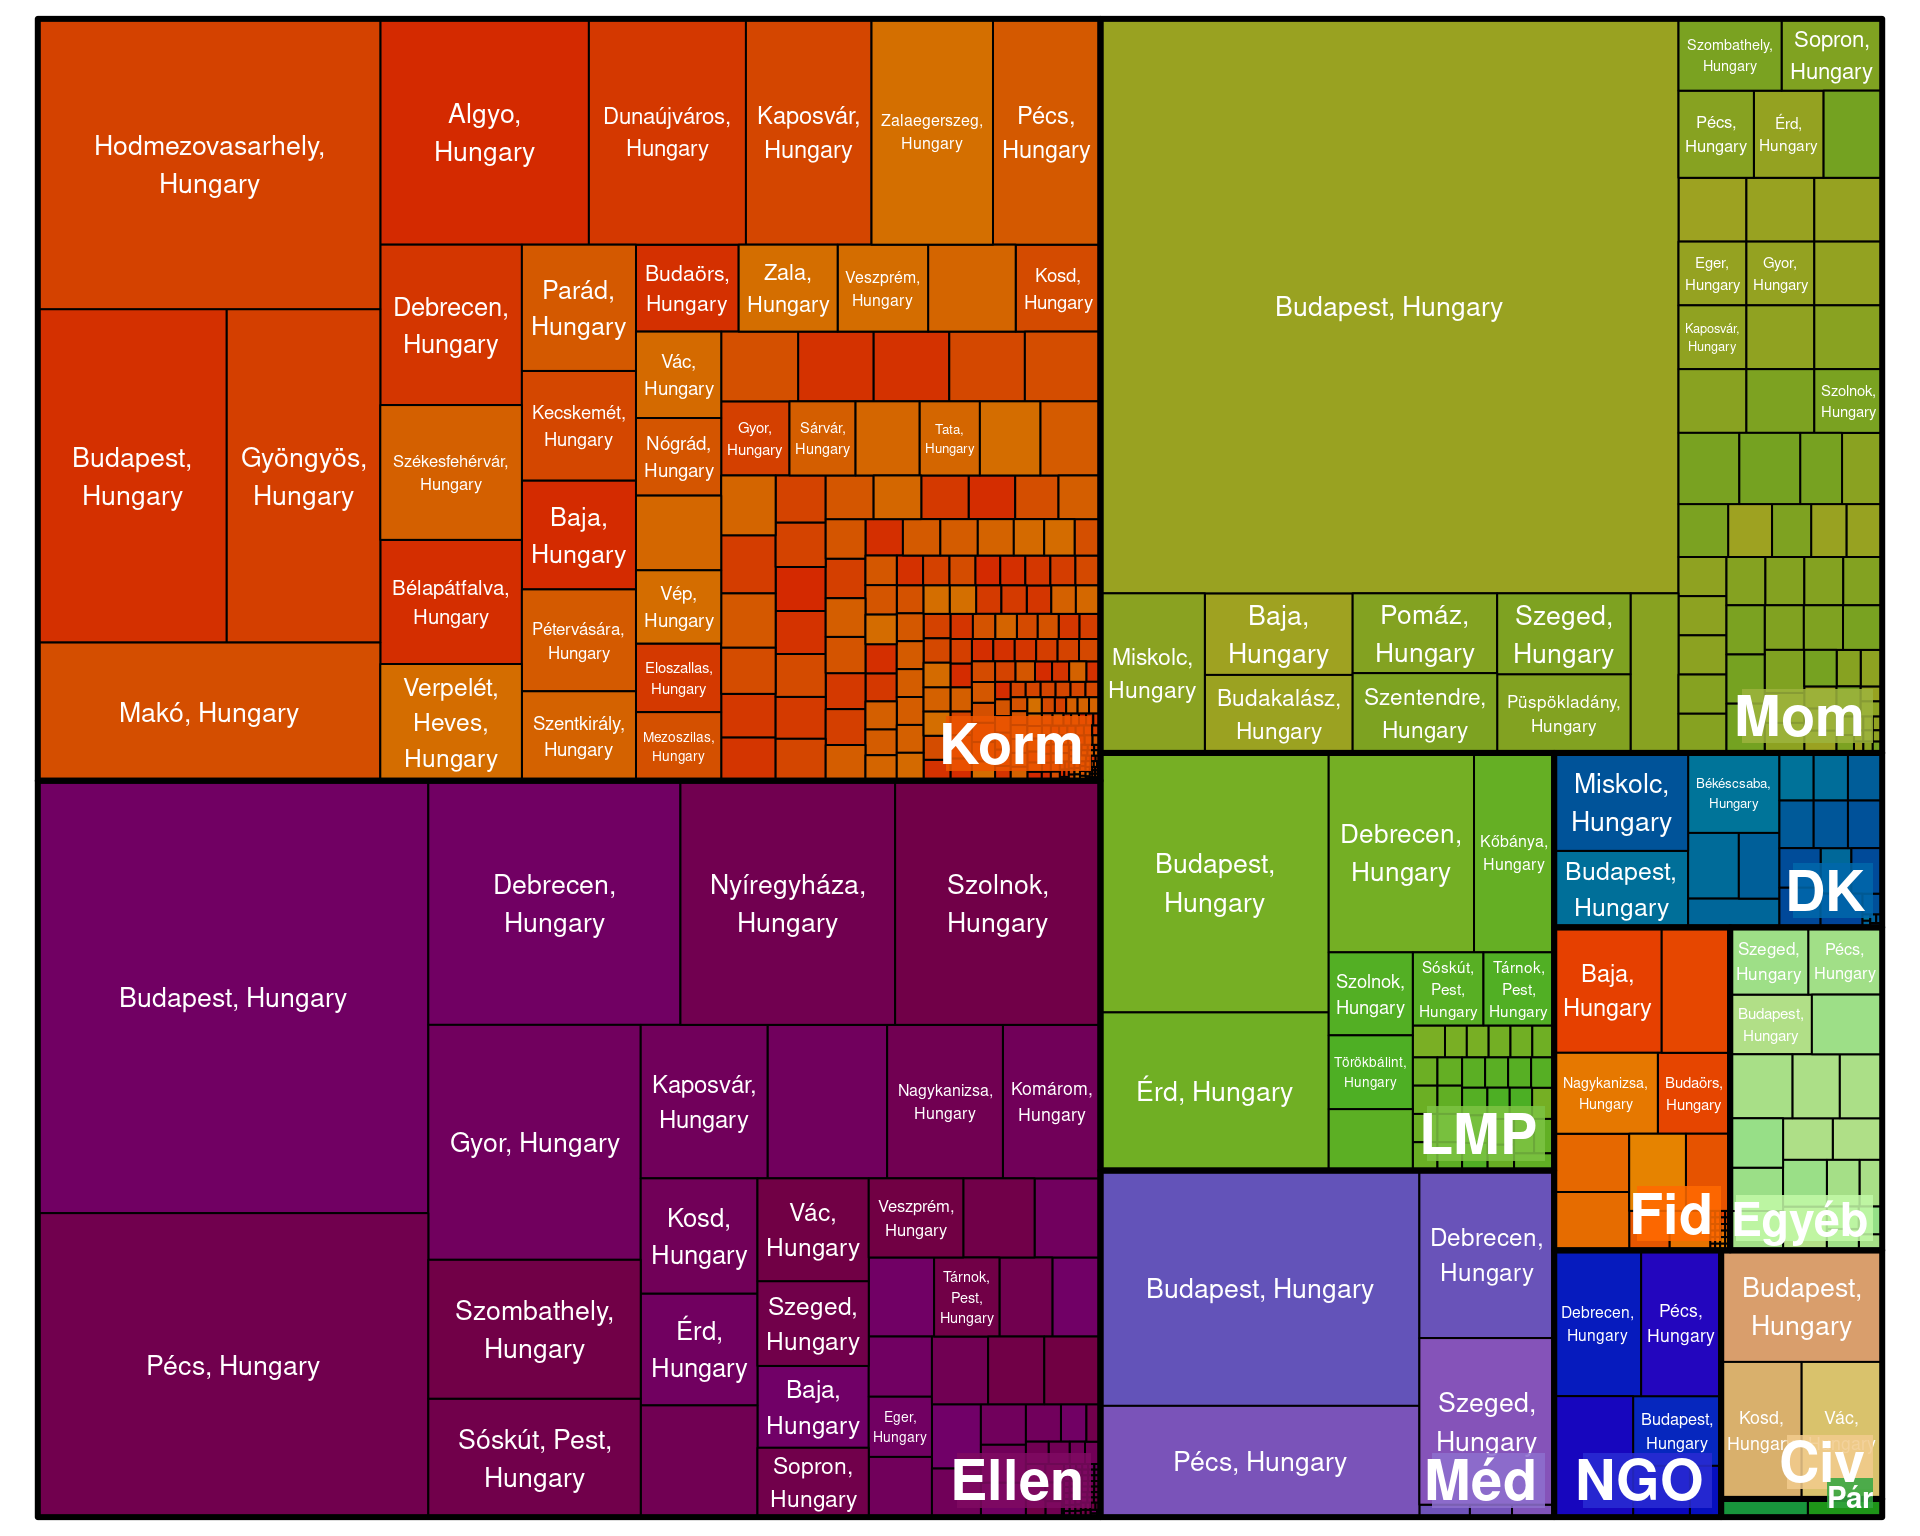 Hodmezovasarhely,
Hungary
Algyo,
Hungary
Dunaújváros,
Hungary
Kaposvár,
Hungary
Zalaegerszeg,
Hungary
Pécs,
Hungary
Budapest,
Hungary
Gyöngyös,
Hungary
Makó, Hungary
Debrecen,
Hungary
Székesfehérvár,
Hungary
Bélapátfalva,
Hungary
Verpelét,
Heves,
Hungary
Parád,
Hungary
Kecskemét,
Hungary
Baja,
Hungary
Pétervására,
Hungary
Szentkirály,
Hungary
Budaörs,
Hungary
Zala,
Hungary
Veszprém,
Hungary
Kosd,
Hungary
Vác,
Hungary
Nógrád,
Hungary
Vép,
Hungary
Eloszallas,
Hungary
Mezoszilas,
Hungary
Gyor,
Hungary
Sárvár,
Hungary
Tata,
Hungary
Korm
Budapest, Hungary
Szombathely,
Hungary
Sopron,
Hungary
Pécs,
Hungary
Érd,
Hungary
Eger,
Hungary
Gyor,
Hungary
Kaposvár,
Hungary
Szolnok,
Hungary
Miskolc,
Hungary
Baja,
Hungary
Budakalász,
Hungary
Pomáz,
Hungary
Szentendre,
Hungary
Szeged,
Hungary
Püspökladány,
Hungary
Mom
Budapest, Hungary
Pécs, Hungary
Debrecen,
Hungary
Nyíregyháza,
Hungary
Szolnok,
Hungary
Gyor, Hungary
Szombathely,
Hungary
Sóskút, Pest,
Hungary
Kaposvár,
Hungary
Nagykanizsa,
Hungary
Komárom,
Hungary
Kosd,
Hungary
Érd,
Hungary
Vác,
Hungary
Szeged,
Hungary
Baja,
Hungary
Sopron,
Hungary
Veszprém,
Hungary
Tárnok,
Pest,
Hungary
Eger,
Hungary
Ellen
Budapest,
Hungary
Érd, Hungary
Debrecen,
Hungary
Kőbánya,
Hungary
Szolnok,
Hungary
Sóskút,
Pest,
Hungary
Tárnok,
Pest,
Hungary
Törökbálint,
Hungary
LMP
Miskolc,
Hungary
Budapest,
Hungary
Békéscsaba,
Hungary
DK
Baja,
Hungary
Nagykanizsa,
Hungary
Budaörs,
Hungary
Fid
Szeged,
Hungary
Pécs,
Hungary
Budapest,
Hungary
Egyéb
Budapest, Hungary
Pécs, Hungary
Debrecen,
Hungary
Szeged,
Hungary
Méd
Debrecen,
Hungary
Pécs,
Hungary
Budapest,
Hungary
NGO
Budapest,
Hungary
Kosd,
Hungary
Vác,
Hungary
Civ
Pár